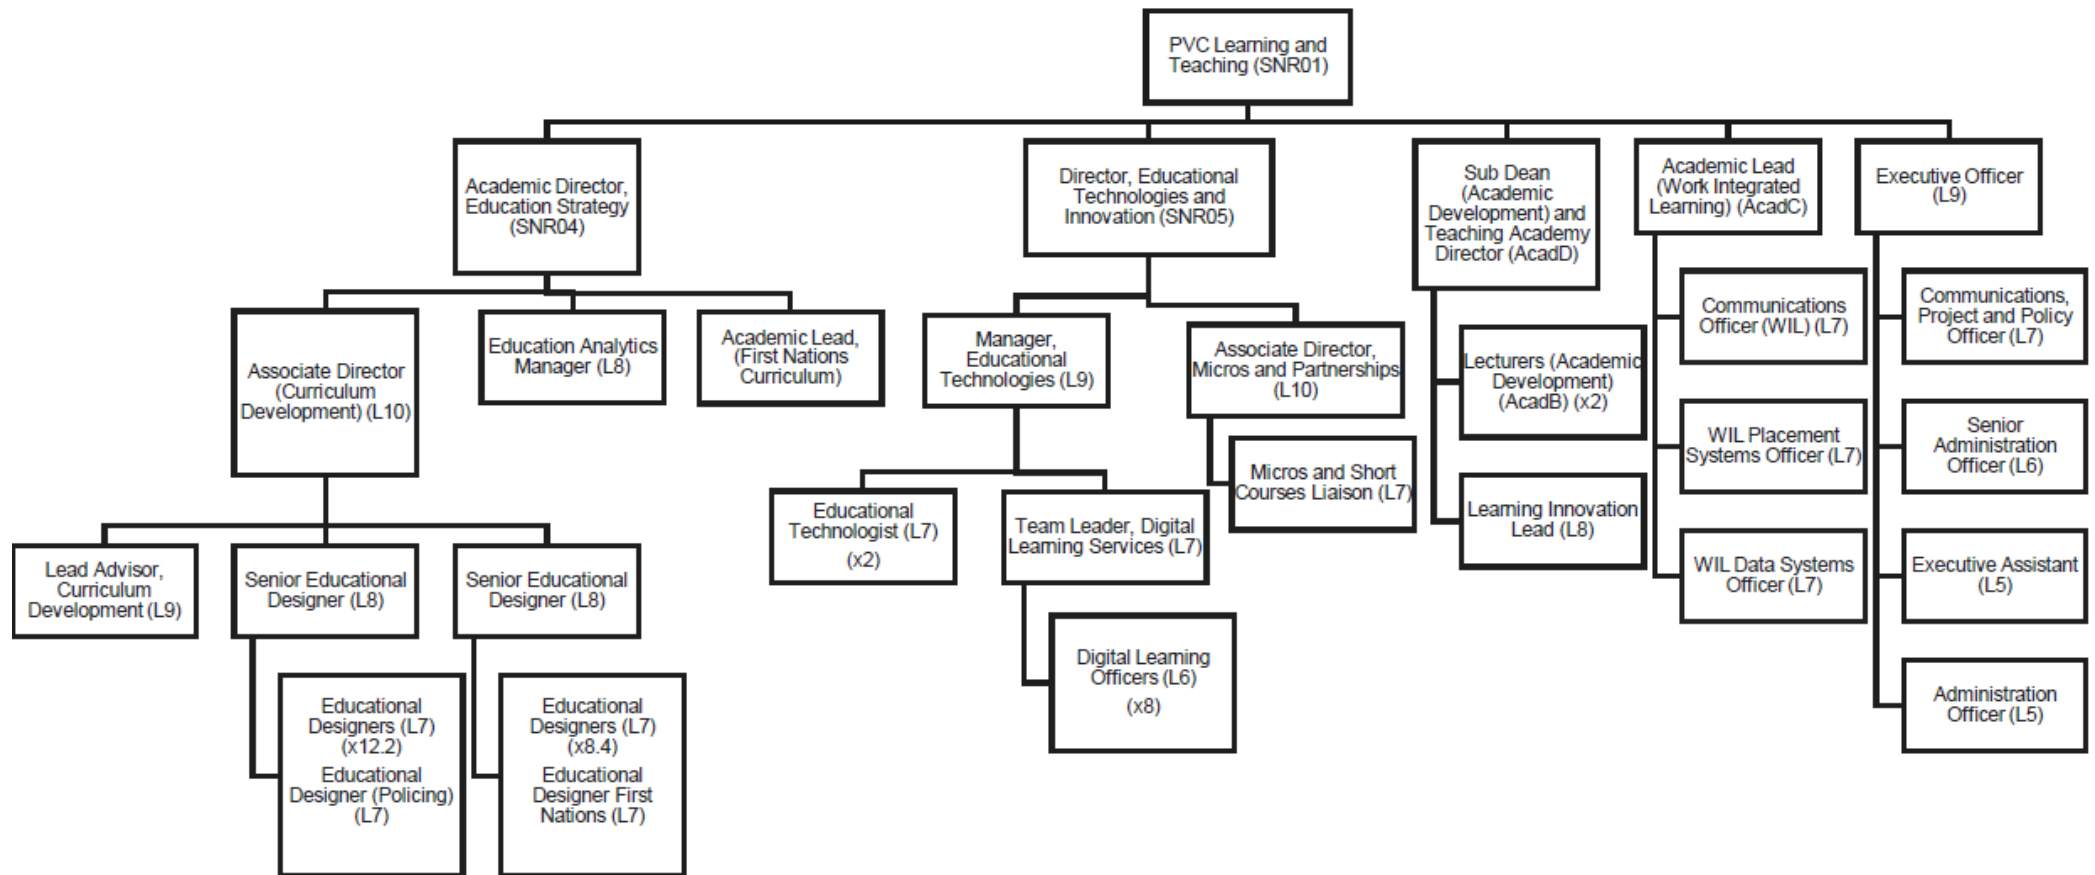 PVC Learning and
Teaching (SNR01)
Academic Director,
Education Strategy
(SNR04)
Director, Educational
Technologies and
Innovation (SNR05)
Sub Dean
(Academic
Development) and
Teaching Academy
Director (AcadD)
Academic Lead
(Work Integrated
Learning) (AcadC)
Executive Officer
(L9)
Associate Director
(Curriculum
Development) (L10)
Education Analytics
Manager (L8)
Academic Lead,
(First Nations
Curriculum)
Manager,
Educational
Technologies (L9)
Associate Director,
Micros and Partnerships
(L10)
Lecturers (Academic
Development)
(AcadB) (x2)
Learning Innovation
Lead (L8)
Communications
Officer (WIL) (L7)
WIL Placement
Systems Officer (L7)
WIL Data Systems
Officer (L7)
Communications,
Project and Policy
Officer (L7)
Senior
Administration
Officer (L6)
Executive Assistant
(L5)
Administration
Officer (L5)
Micros and Short
Courses Liaison (L7)
Educational
Technologist (L7)
(x2)
Team Leader, Digital
Learning Services (L7)
Digital Learning
Officers (L6)
(x8)
Lead Advisor,
Curriculum
Development (L9)
Senior Educational
Designer (L8)
Senior Educational
Designer (L8)
Educational
Designers (L7)
(x12.2)
Educational
Designer (Policing)
(L7)
Educational
Designers (L7)
(x8.4)
Educational
Designer First
Nations (L7)